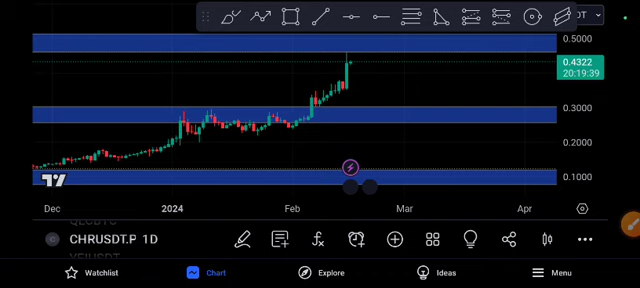 DT
0.5000
0.4322
20:19:39
0.3000
0.2000
0.1000
Dec 2024 Feb Mar Apr
CHRUSDT.P 1D
Watchlist Chart Explore Ideas Menu